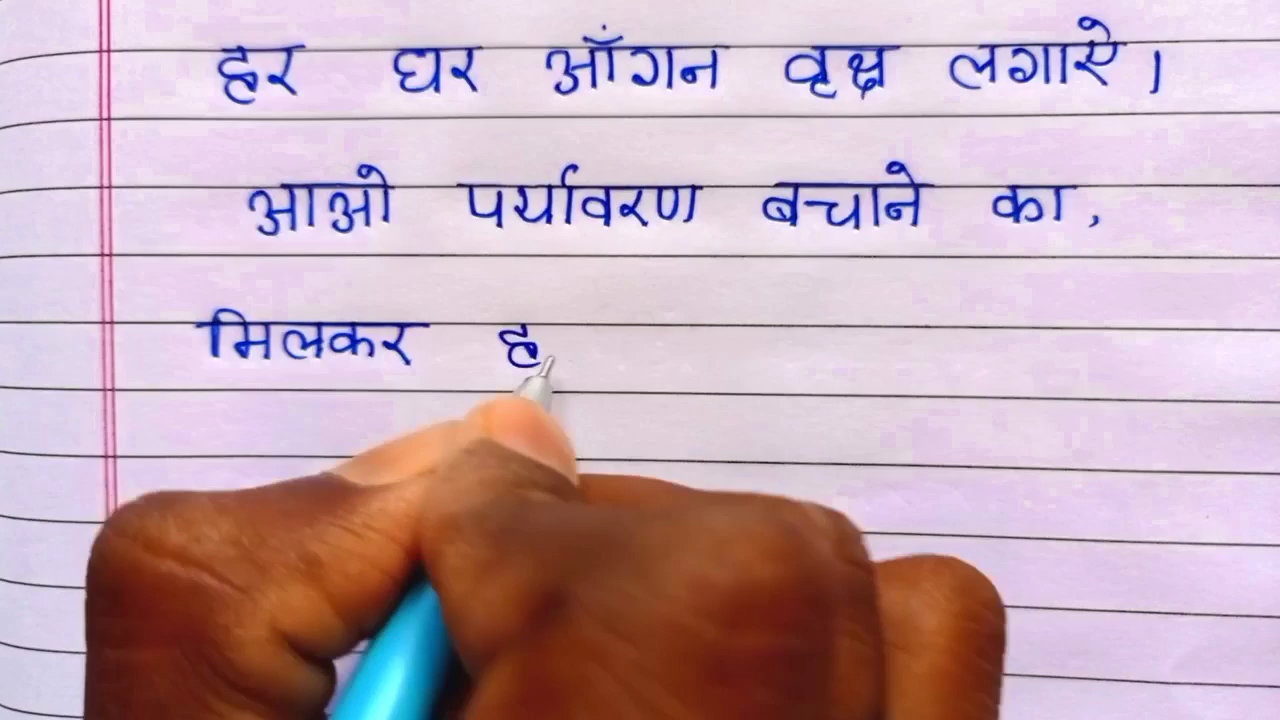 हर घर आँगन वृक्ष लगाऐ।
आओ पर्यावरण बचाने का,
मिलकर ह